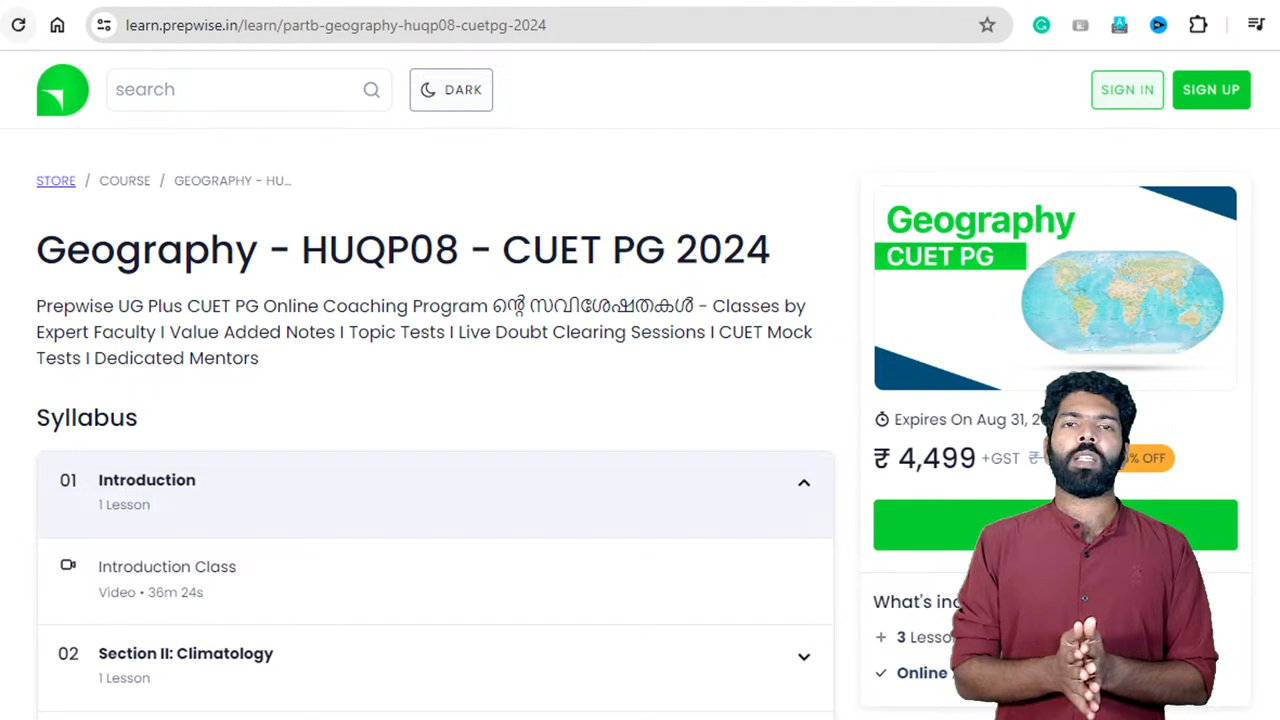 learn.prepwise.in/learn/partb-geography-huqp08-cuetpg-2024
search
DARK
SIGN IN
SIGN UP
STORE / COURSE / GEOGRAPHY - HU...
Geography - HUQP08 - CUET PG 2024
Prepwise UG Plus CUET PG Online Coaching Program ന്റെ സവിശേഷതകൾ - Classes by
Expert Faculty I Value Added Notes I Topic Tests I Live Doubt Clearing Sessions I CUET Mock
Tests I Dedicated Mentors
Syllabus
01 Introduction
1 Lesson
Introduction Class
Video • 36m 24s
02 Section II: Climatology
1 Lesson
Geography
CUET PG
Expires On Aug 31,
₹ 4,499 +GST ₹
% OFF
What's
3
Online